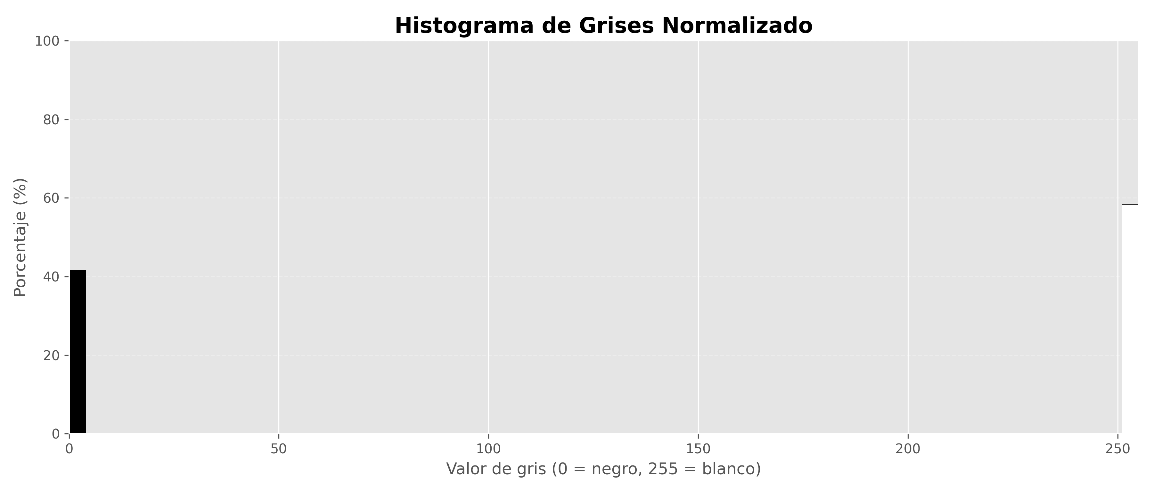 Histograma de Grises Normalizado
100
80
60
40
20
0
Porcentaje (%)
0 50 100 150 200 250
Valor de gris (0 = negro, 255 = blanco)